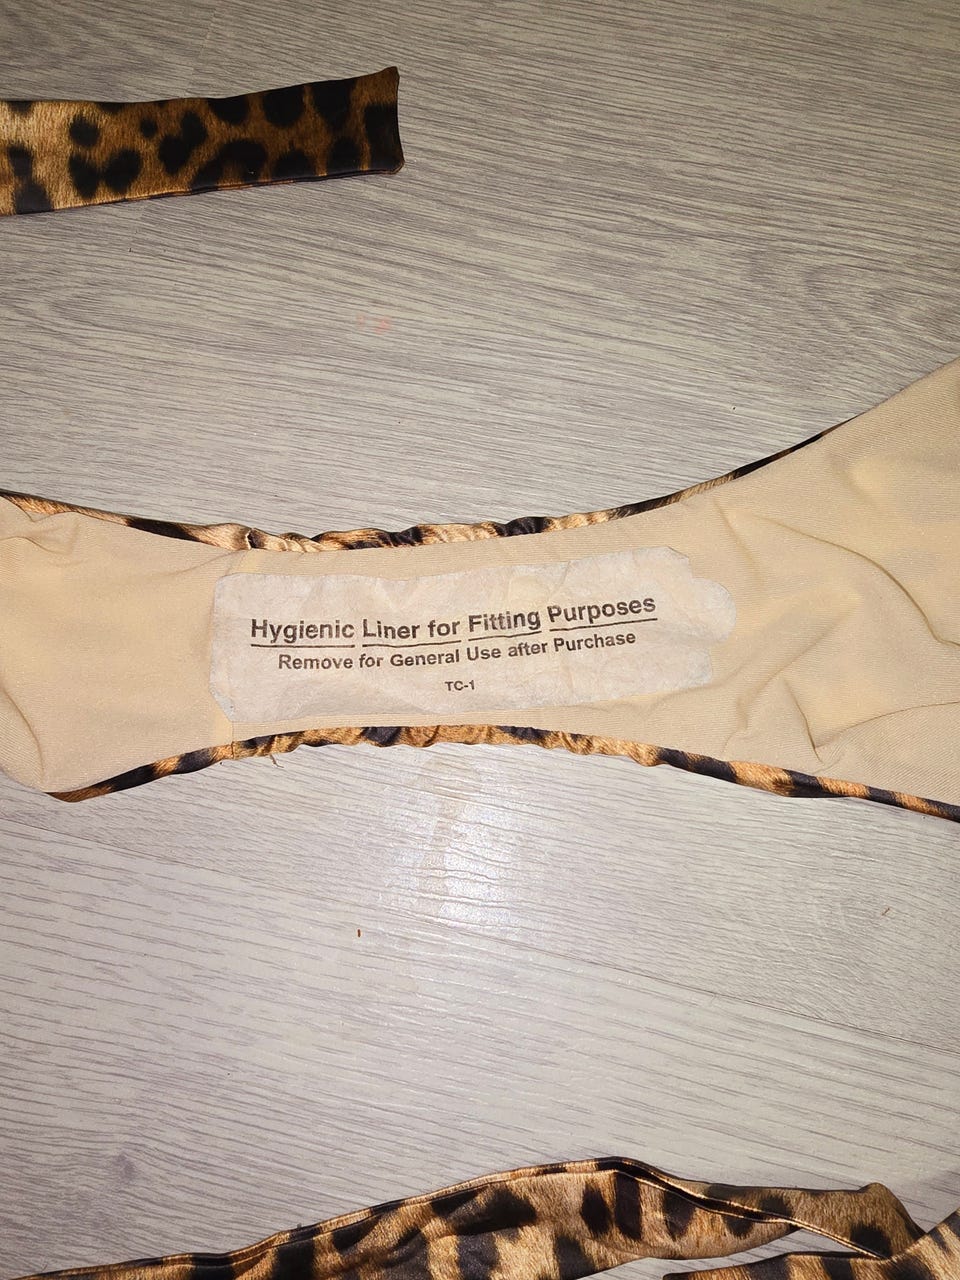 Hygienic Liner for Fitting Purposes
Remove for General Use after Purchase
TC-1